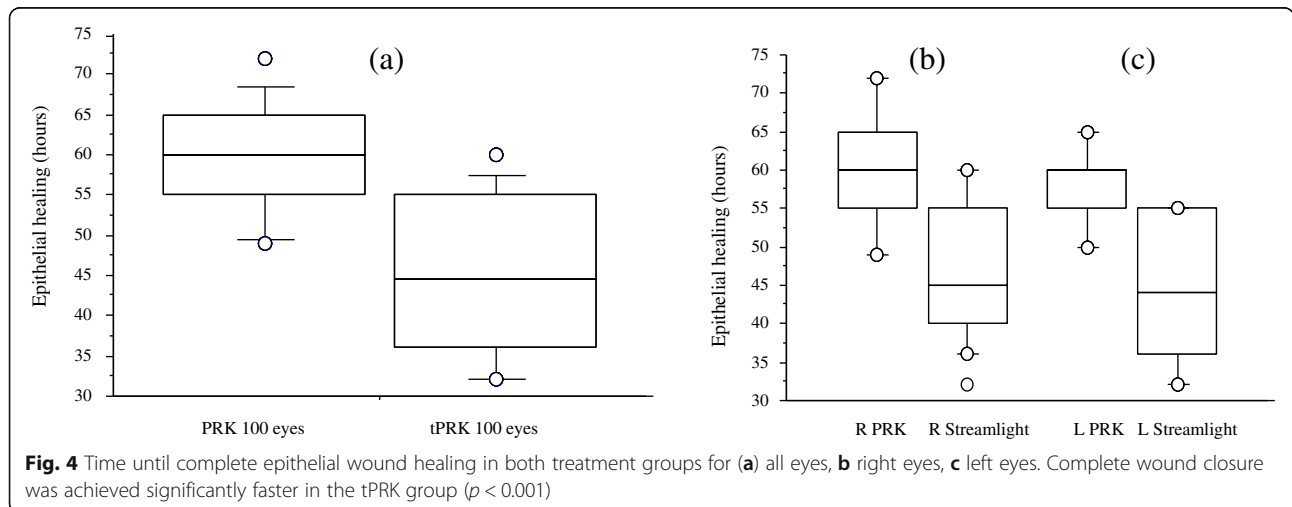 75
70
65
60
55
50
45
40
35
30
Epithelial healing (hours)
(a)
PRK 100 eyes
tPRK 100 eyes
75
70
65
60
55
50
45
40
35
30
Epithelial healing (hours)
(b)
(c)
R PRK
R Streamlight
L PRK
L Streamlight
Fig. 4 Time until complete epithelial wound healing in both treatment groups for (a) all eyes, b right eyes, c left eyes. Complete wound closure
was achieved significantly faster in the tPRK group (p < 0.001)